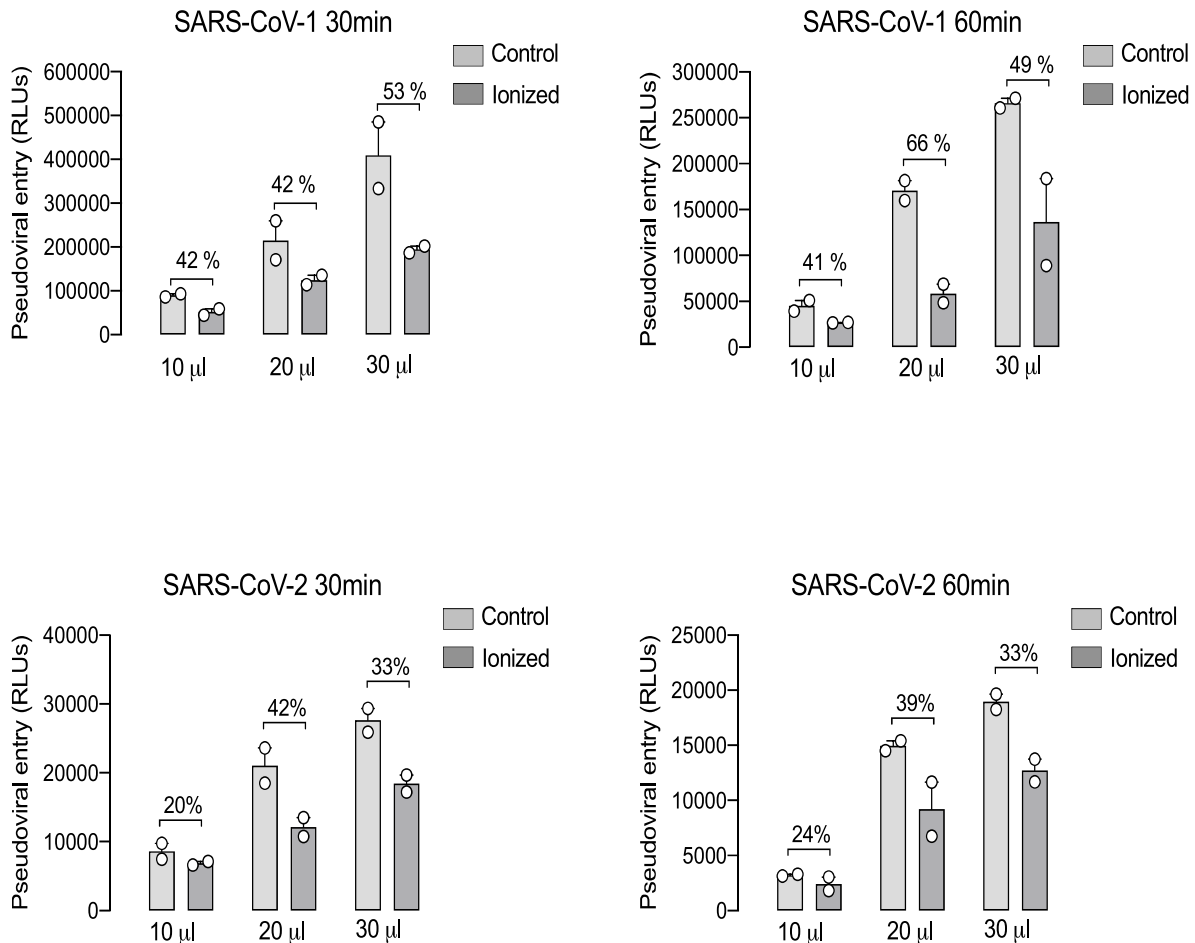 SARS-CoV-1 30min
Control
Ionized
Pseudoviral entry (RLUs)
600000
500000
400000
300000
200000
100000
0
42 %
42 %
53 %
10 µl
20 µl
30 µl
SARS-CoV-1 60min
Control
Ionized
Pseudoviral entry (RLUs)
300000
250000
200000
150000
100000
50000
0
41 %
66 %
49 %
10 µl
20 µl
30 µl
SARS-CoV-2 30min
Control
Ionized
Pseudoviral entry (RLUs)
40000
30000
20000
10000
0
20%
42%
33%
10 µl
20 µl
30 µl
SARS-CoV-2 60min
Control
Ionized
Pseudoviral entry (RLUs)
25000
20000
15000
10000
5000
0
24%
39%
33%
10 µl
20 µl
30 µl